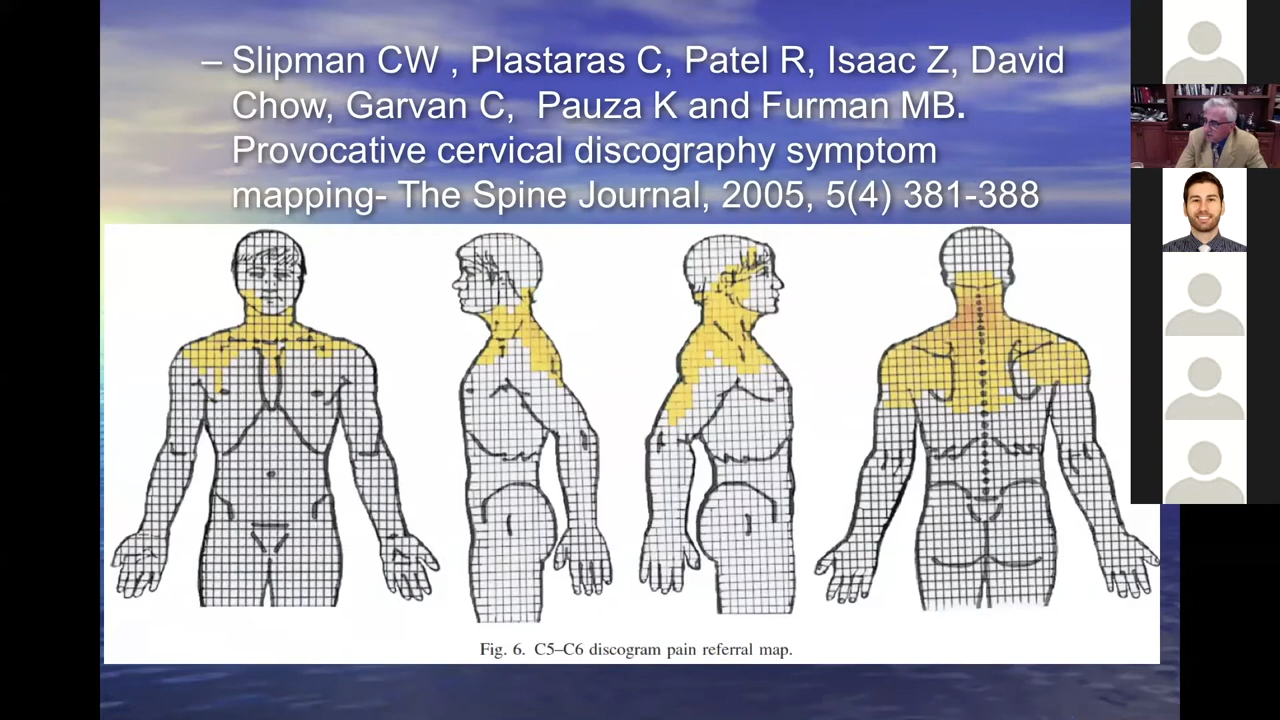 – Slipman CW , Plastaras C, Patel R, Isaac Z, David
Chow, Garvan C,  Pauza K and Furman MB.
Provocative cervical discography symptom
mapping- The Spine Journal, 2005, 5(4) 381-388
Fig. 6. C5–C6 discogram pain referral map.